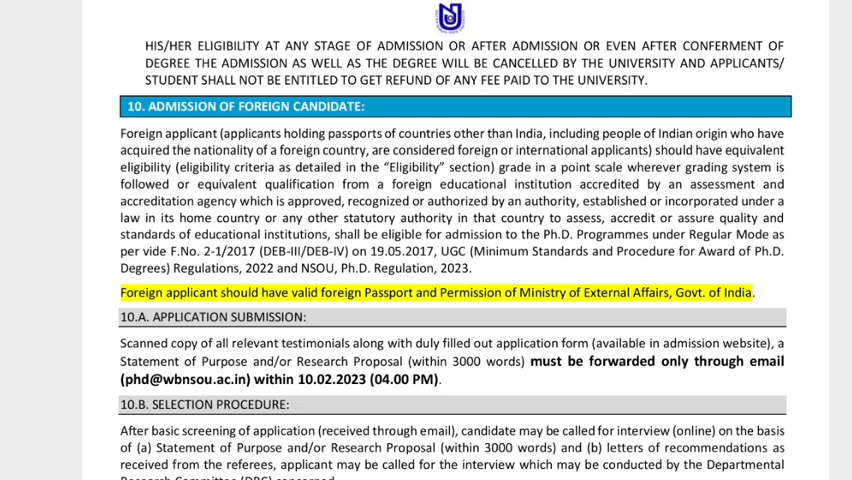 HIS/HER ELIGIBILITY AT ANY STAGE OF ADMISSION OR AFTER ADMISSION OR EVEN AFTER CONFERMENT OF
DEGREE THE ADMISSION AS WELL AS THE DEGREE WILL BE CANCELLED BY THE UNIVERSITY AND APPLICANTS/
STUDENT SHALL NOT BE ENTITLED TO GET REFUND OF ANY FEE PAID TO THE UNIVERSITY.
10. ADMISSION OF FOREIGN CANDIDATE:
Foreign applicant (applicants holding passports of countries other than India, including people of Indian origin who have
acquired the nationality of a foreign country, are considered foreign or international applicants) should have equivalent
eligibility (eligibility criteria as detailed in the “Eligibility” section) grade in a point scale wherever grading system is
followed or equivalent qualification from a foreign educational institution accredited by an assessment and
accreditation agency which is approved, recognized or authorized by an authority, established or incorporated under a
law in its home country or any other statutory authority in that country to assess, accredit or assure quality and
standards of educational institutions, shall be eligible for admission to the Ph.D. Programmes under Regular Mode as
per vide F.No. 2-1/2017 (DEB-III/DEB-IV) on 19.05.2017, UGC (Minimum Standards and Procedure for Award of Ph.D.
Degrees) Regulations, 2022 and NSOU, Ph.D. Regulation, 2023.
Foreign applicant should have valid foreign Passport and Permission of Ministry of External Affairs, Govt. of India.
10.A. APPLICATION SUBMISSION:
Scanned copy of all relevant testimonials along with duly filled out application form (available in admission website), a
Statement of Purpose and/or Research Proposal (within 3000 words) must be forwarded only through email
(phd@wbnsou.ac.in) within 10.02.2023 (04.00 PM).
10.B. SELECTION PROCEDURE:
After basic screening of application (received through email), candidate may be called for interview (online) on the basis
of (a) Statement of Purpose and/or Research Proposal (within 3000 words) and (b) letters of recommendations as
received from the referees, applicant may be called for the interview which may be conducted by the Departmental
Research Committee (DRC) concerned.